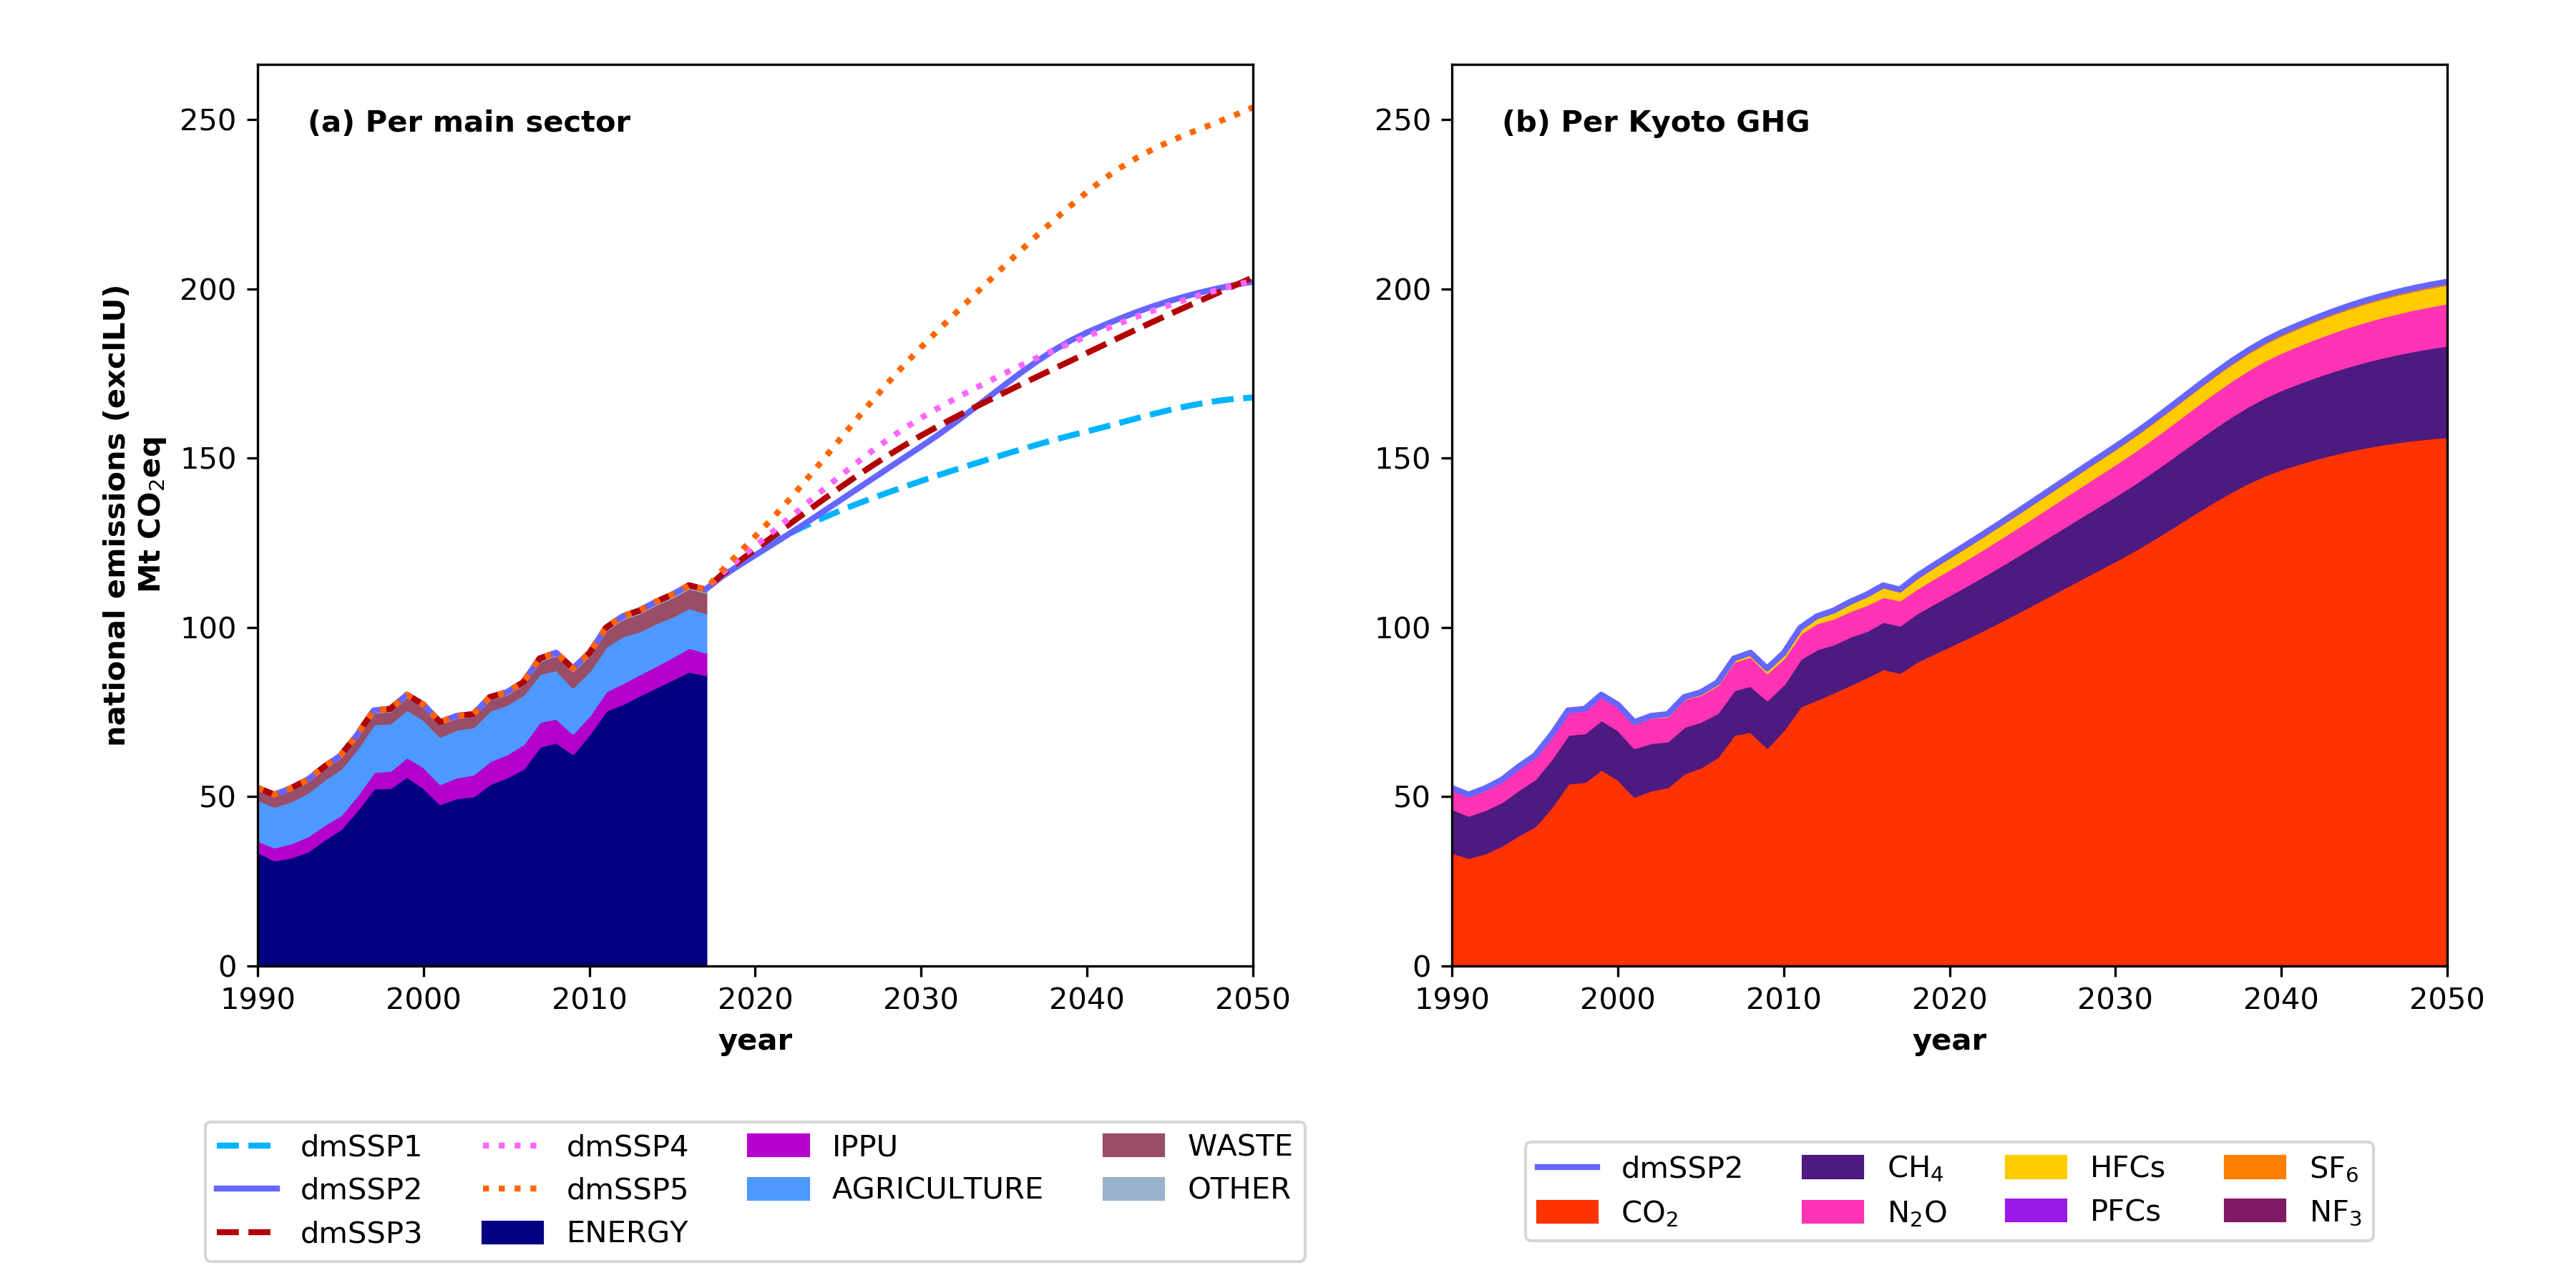 (a) Per main sector
national emissions (exclLU)
Mt CO₂eq
250
200
150
100
50
0
1990 2000 2010 2020 2030 2040 2050
year
dmSSP1 dmSSP4 IPPU WASTE
dmSSP2 dmSSP5 AGRICULTURE OTHER
dmSSP3 ENERGY
(b) Per Kyoto GHG
250
200
150
100
50
0
1990 2000 2010 2020 2030 2040 2050
year
dmSSP2 CH₄ HFCs SF₆
CO₂ N₂O PFCs NF₃